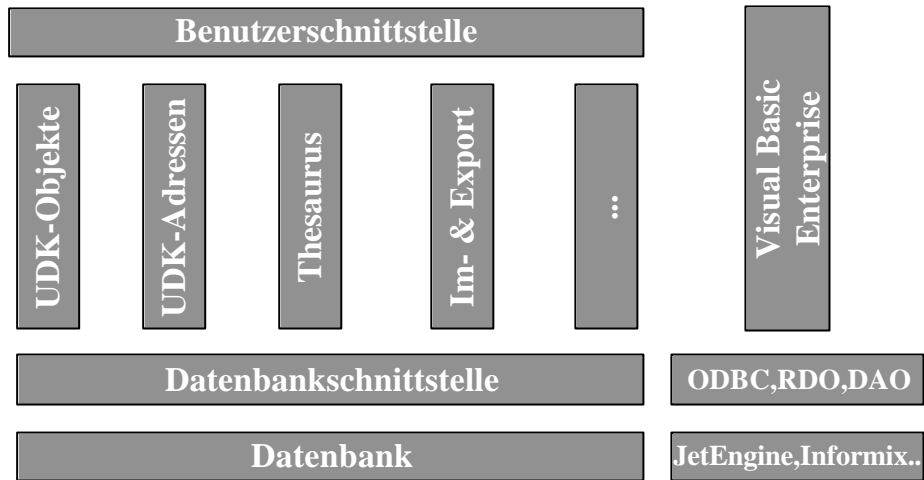 Benutzerschnittstelle
UDK-Objekte
UDK-Adressen
Thesaurus
Im- & Export
...
Visual Basic
Enterprise
Datenbankschnittstelle
ODBC,RDO,DAO
Datenbank
JetEngine,Informix..